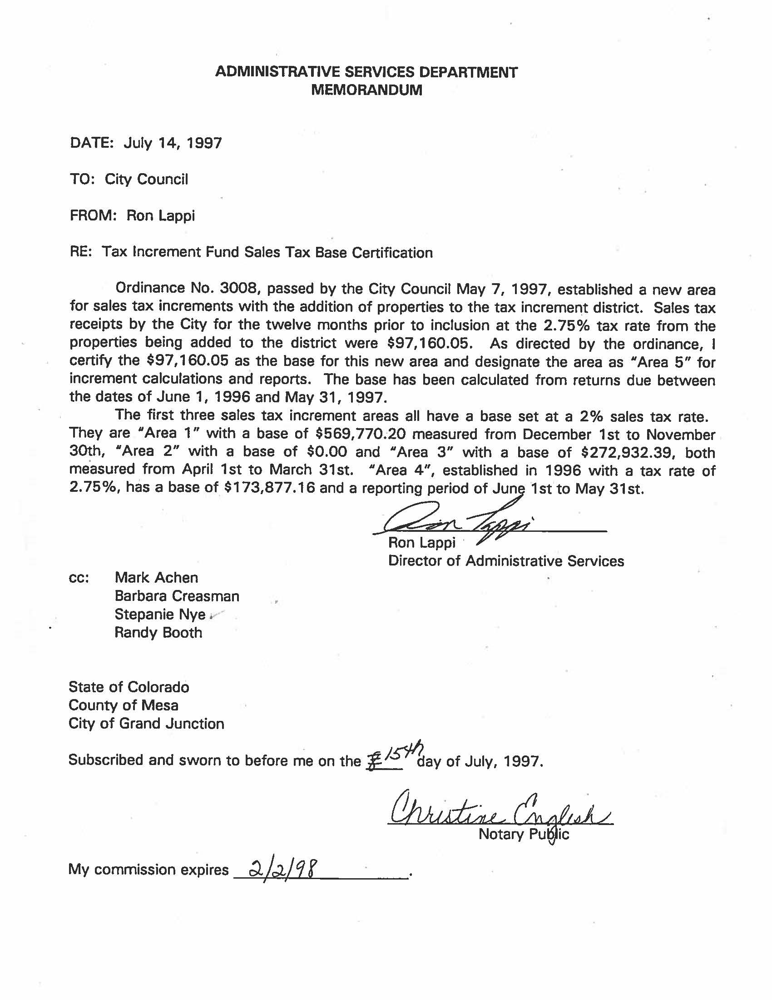 ADMINISTRATIVE SERVICES DEPARTMENT
MEMORANDUM
DATE: July 14, 1997
TO: City Council
FROM: Ron Lappi
RE: Tax Increment Fund Sales Tax Base Certification
Ordinance No. 3008, passed by the City Council May 7, 1997, established a new area
for sales tax increments with the addition of properties to the tax increment district. Sales tax
receipts by the City for the twelve months prior to inclusion at the 2.75% tax rate from the
properties being added to the district were $97,160.05. As directed by the ordinance, I
certify the $97,160.05 as the base for this new area and designate the area as "Area 5" for
increment calculations and reports. The base has been calculated from returns due between
the dates of June 1, 1996 and May 31, 1997.
The first three sales tax increment areas all have a base set at a 2% sales tax rate.
They are "Area 1" with a base of $569,770.20 measured from December 1st to November
30th, "Area 2" with a base of $0.00 and "Area 3" with a base of $272,932.39, both
measured from April 1st to March 31st. "Area 4", established in 1996 with a tax rate of
2.75%, has a base of $173,877.16 and a reporting period of June 1st to May 31st.
Ron Lappi
Ron Lappi
Director of Administrative Services
cc: Mark Achen
Barbara Creasman
Stepanie Nye
Randy Booth
State of Colorado
County of Mesa
City of Grand Junction
Subscribed and sworn to before me on the 15th day of July, 1997.
Christine English
Notary Public
My commission expires 2/2/98.